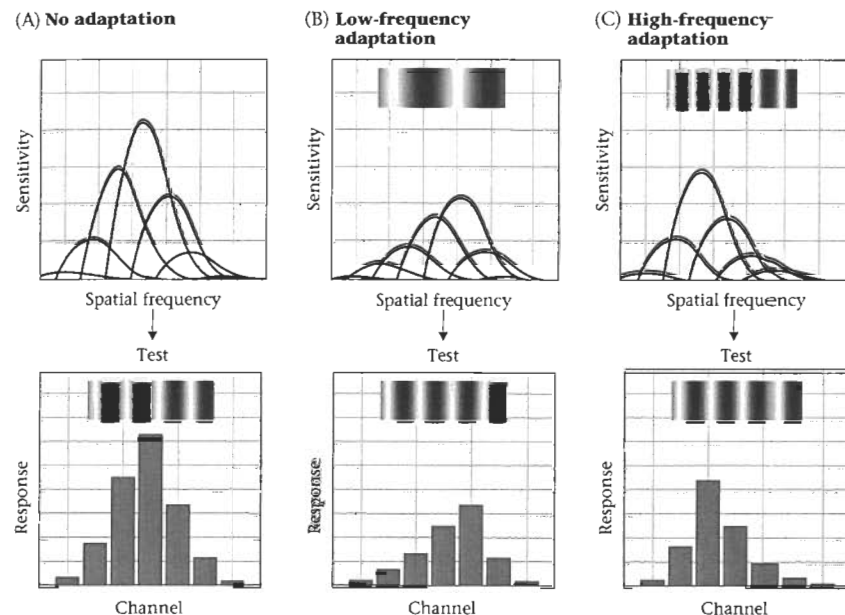 (A) No adaptation
(B) Low-frequency
adaptation
(C) High-frequency
adaptation
Sensitivity
Sensitivity
Sensitivity
Spatial frequency
Spatial frequency
Spatial frequency
Test
Test
Test
Response
Response
Response
Channel
Channel
Channel